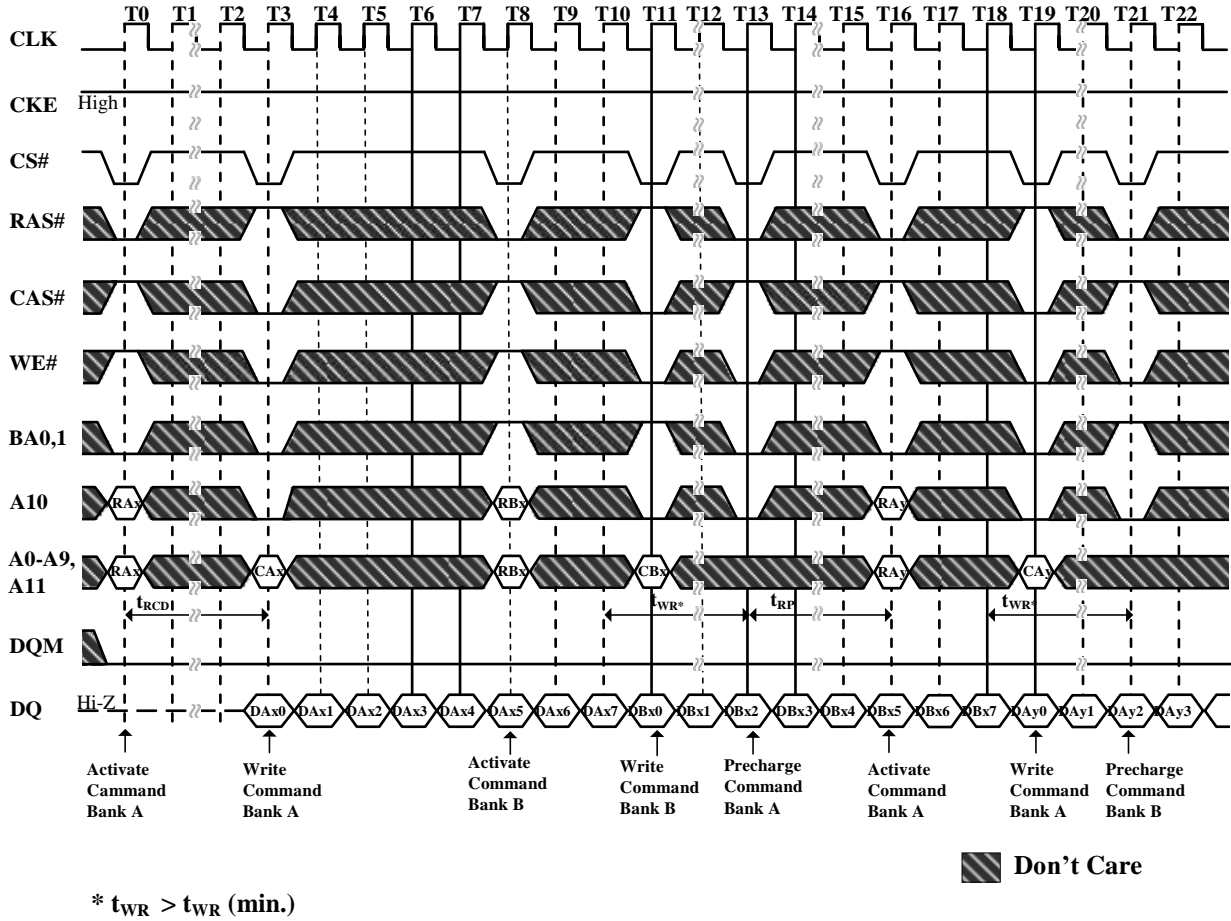 T0 T1 T2 T3 T4 T5 T6 T7 T8 T9 T10 T11 T12 T13 T14 T15 T16 T17 T18 T19 T20 T21 T22
CLK
CKE High
CS#
RAS#
CAS#
WE#
BA0,1
A10 RAx RBx RAy
A0-A9,
A11
RAx CAx RBx CBx RAy CAy
tRCD tWR* tRP tWR*
DQM
DQ Hi-Z DAx0 DAx1 DAx2 DAx3 DAx4 DAx5 DAx6 DAx7 DBx0 DBx1 DBx2 DBx3 DBx4 DBx5 DBx6 DBx7 DAy0 DAy1 DAy2 DAy3
Activate
Cammand
Bank A
Write
Command
Bank A
Activate
Command
Bank B
Write
Command
Bank B
Precharge
Command
Bank A
Activate
Command
Bank A
Write
Command
Bank A
Precharge
Command
Bank B
Don't Care
* tWR > tWR (min.)